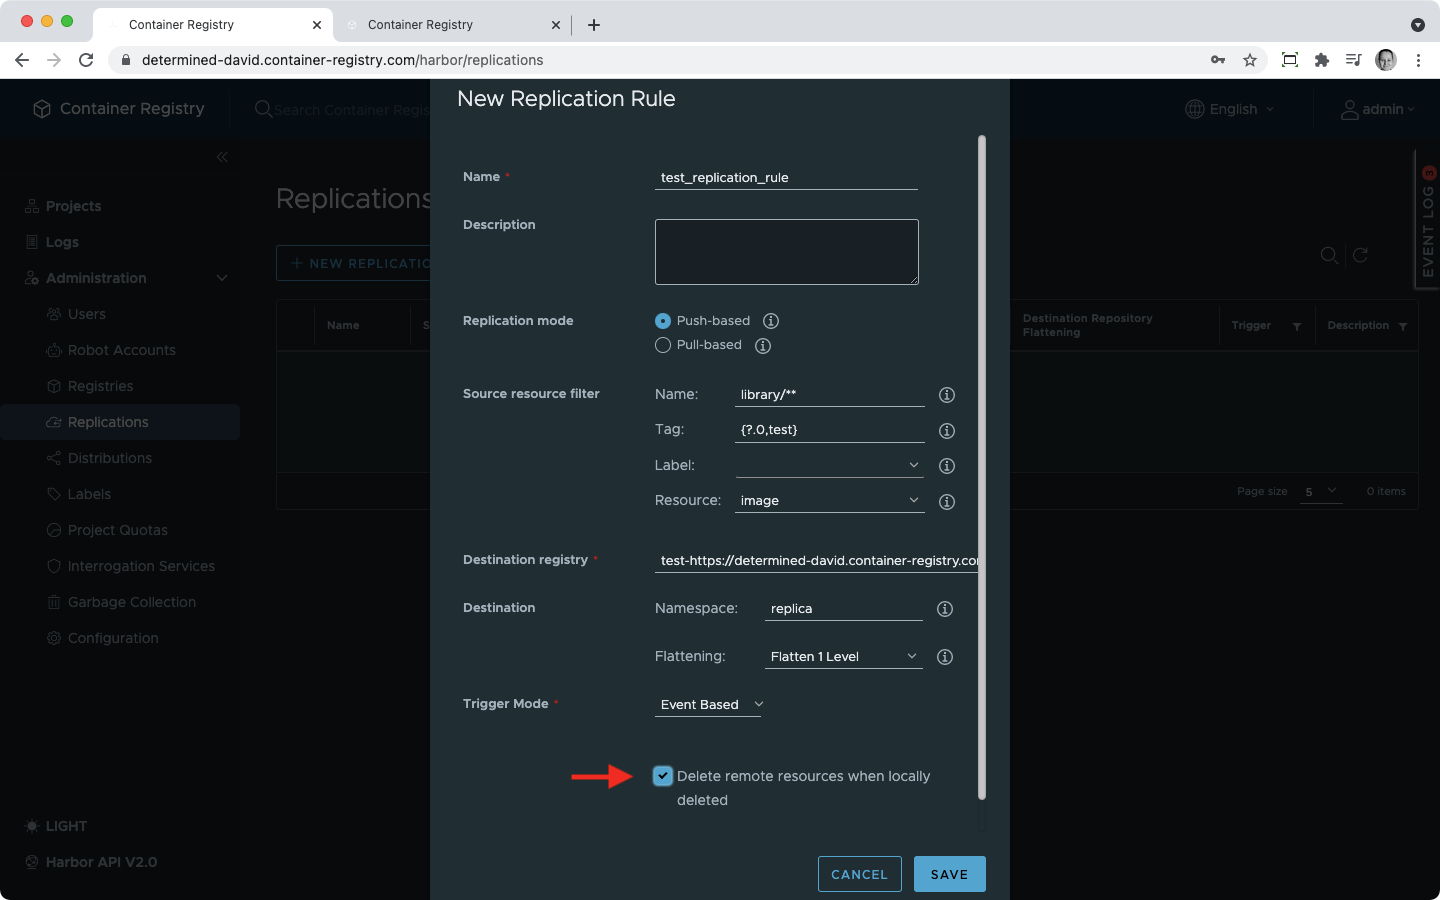 Container Registry
Container Registry
determined-david.container-registry.com/harbor/replications
Container Registry
Search Container Regis
English
admin
New Replication Rule
Projects
Logs
Administration
Users
Robot Accounts
Registries
Replications
Distributions
Labels
Project Quotas
Interrogation Services
Garbage Collection
Configuration
LIGHT
Harbor API V2.0
Replications
+ NEW REPLICATIO
Name
S
Name *
test_replication_rule
Description
Replication mode
Push-based
Pull-based
Source resource filter
Name:
library/**
Tag:
{?.0,test}
Label:
Resource:
image
Destination registry *
test-https://determined-david.container-registry.co
Destination
Namespace:
replica
Flattening:
Flatten 1 Level
Trigger Mode *
Event Based
Delete remote resources when locally
deleted
CANCEL
SAVE
Destination Repository
Flattening
Trigger
Description
Page size
5
0 items
EVENT LOG
3